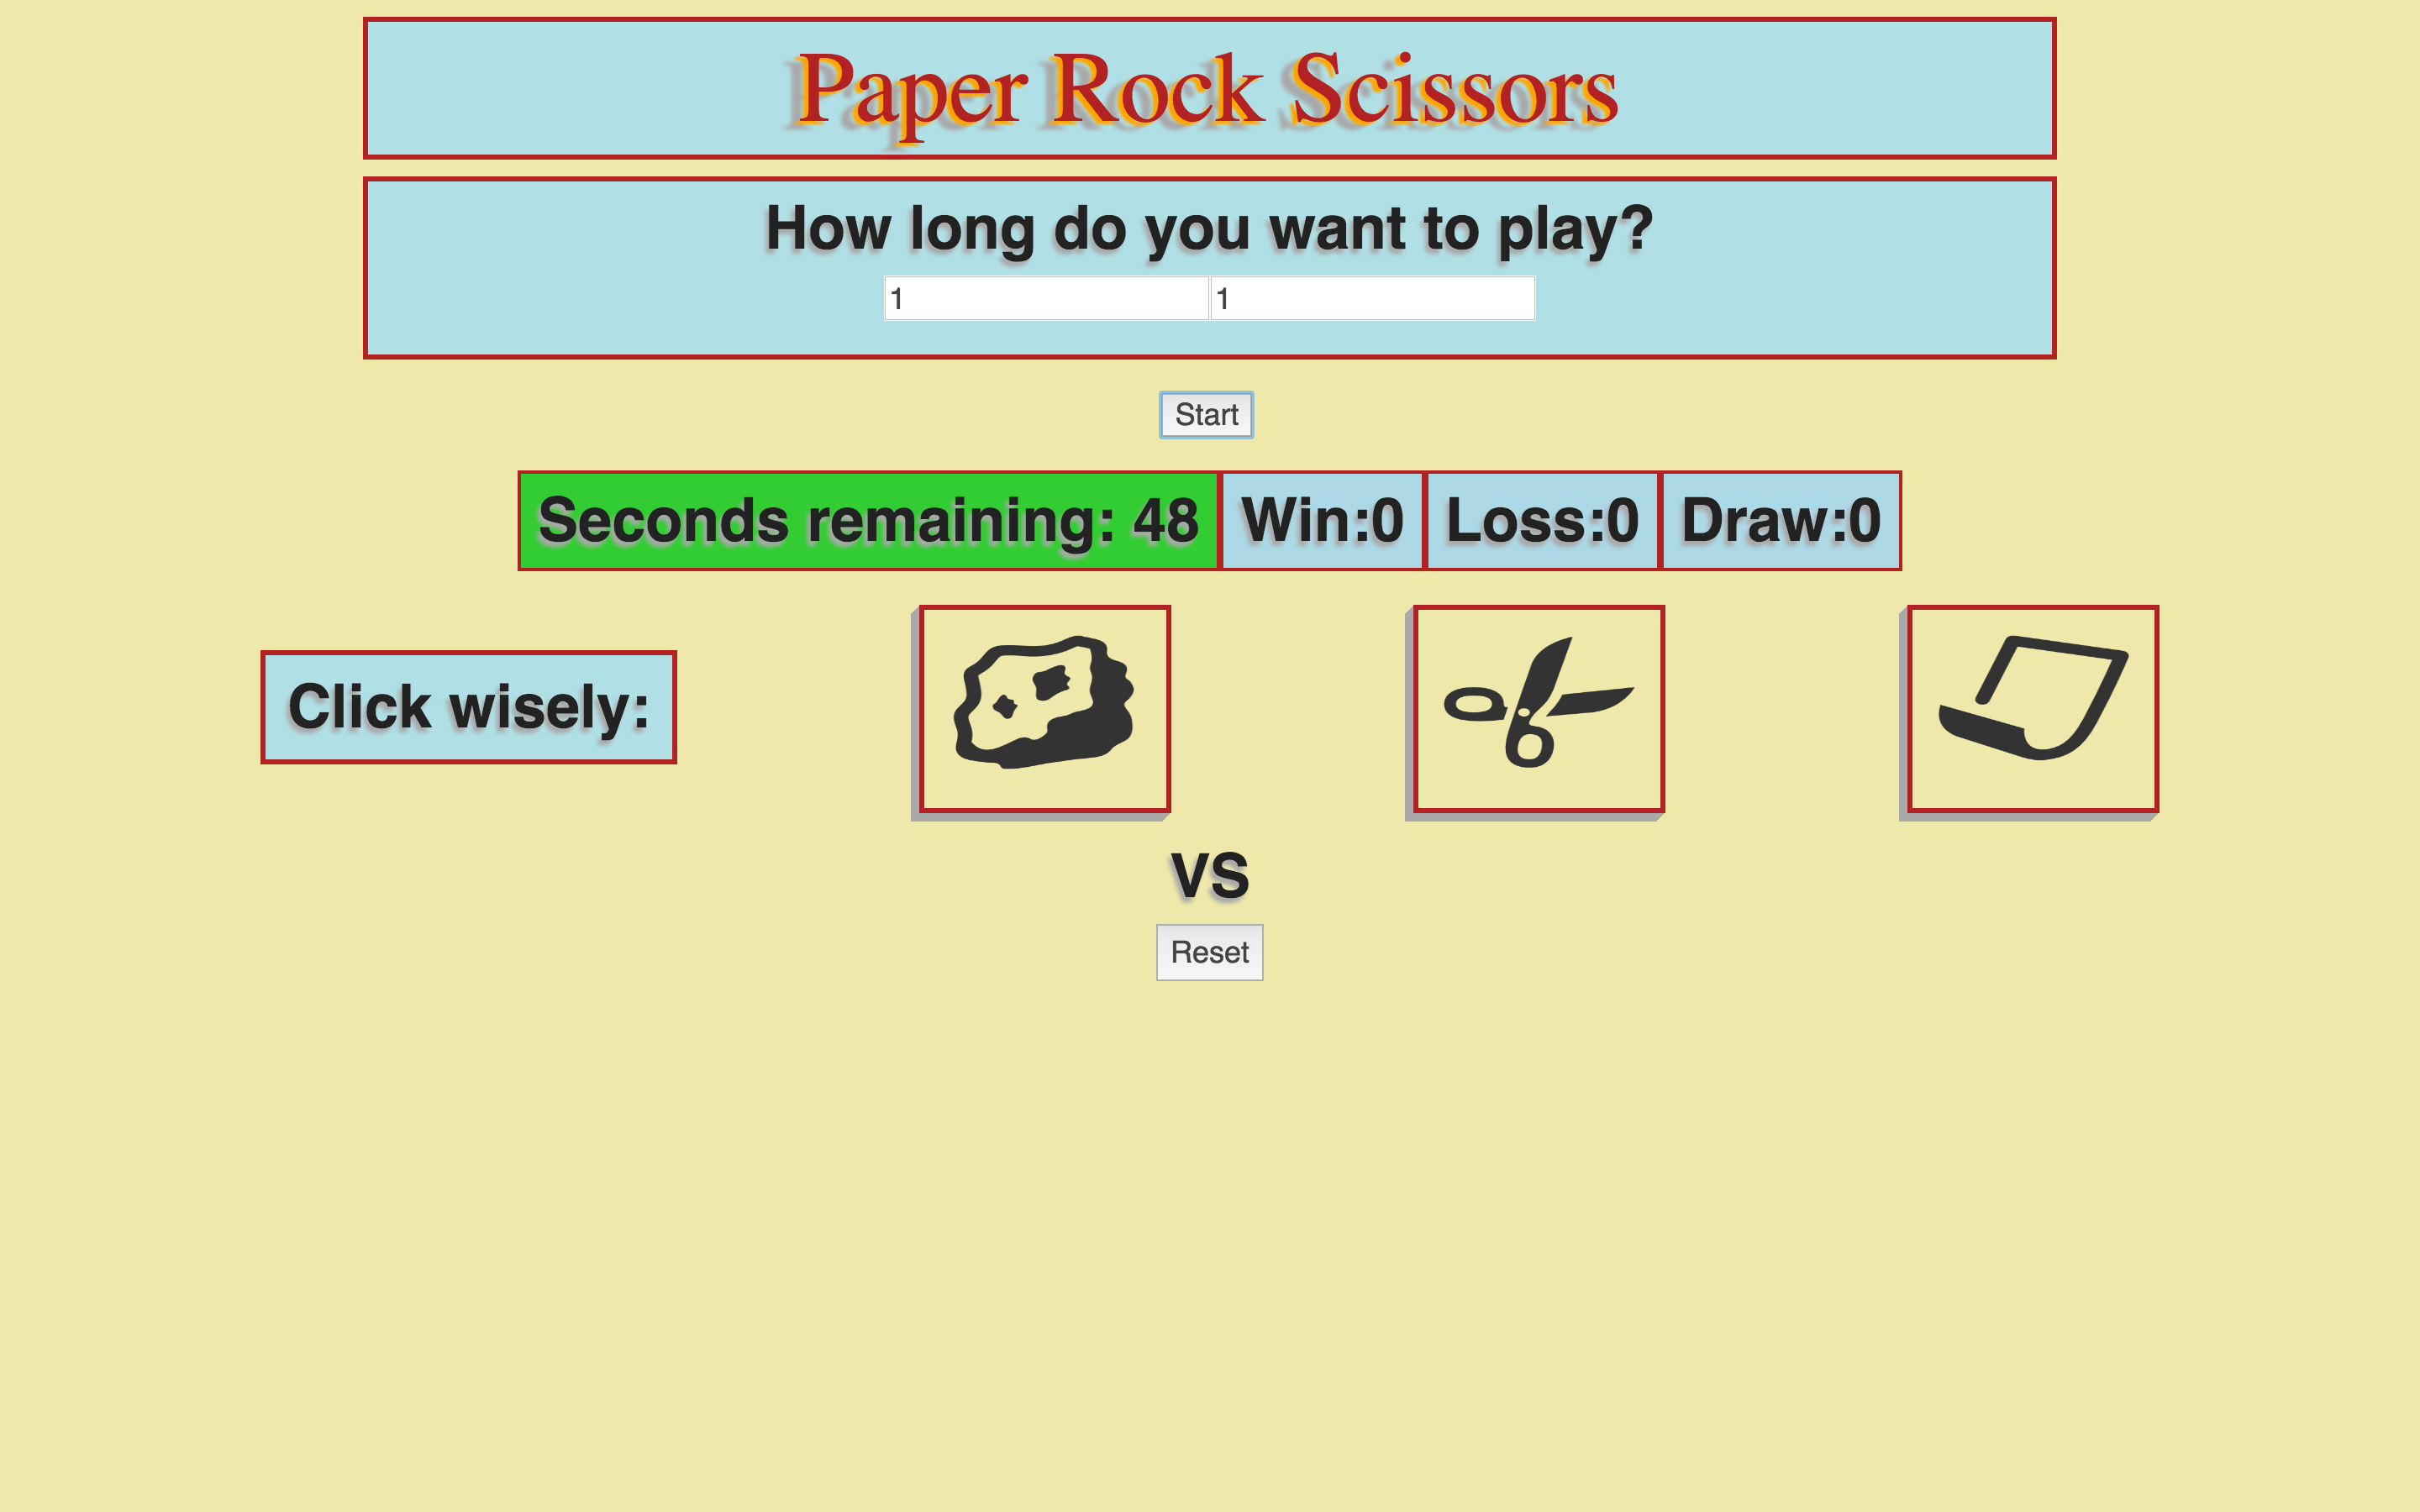 Paper Rock Scissors
How long do you want to play?
1 1
Start
Seconds remaining: 48 Win:0 Loss:0 Draw:0
Click wisely:
VS
Reset